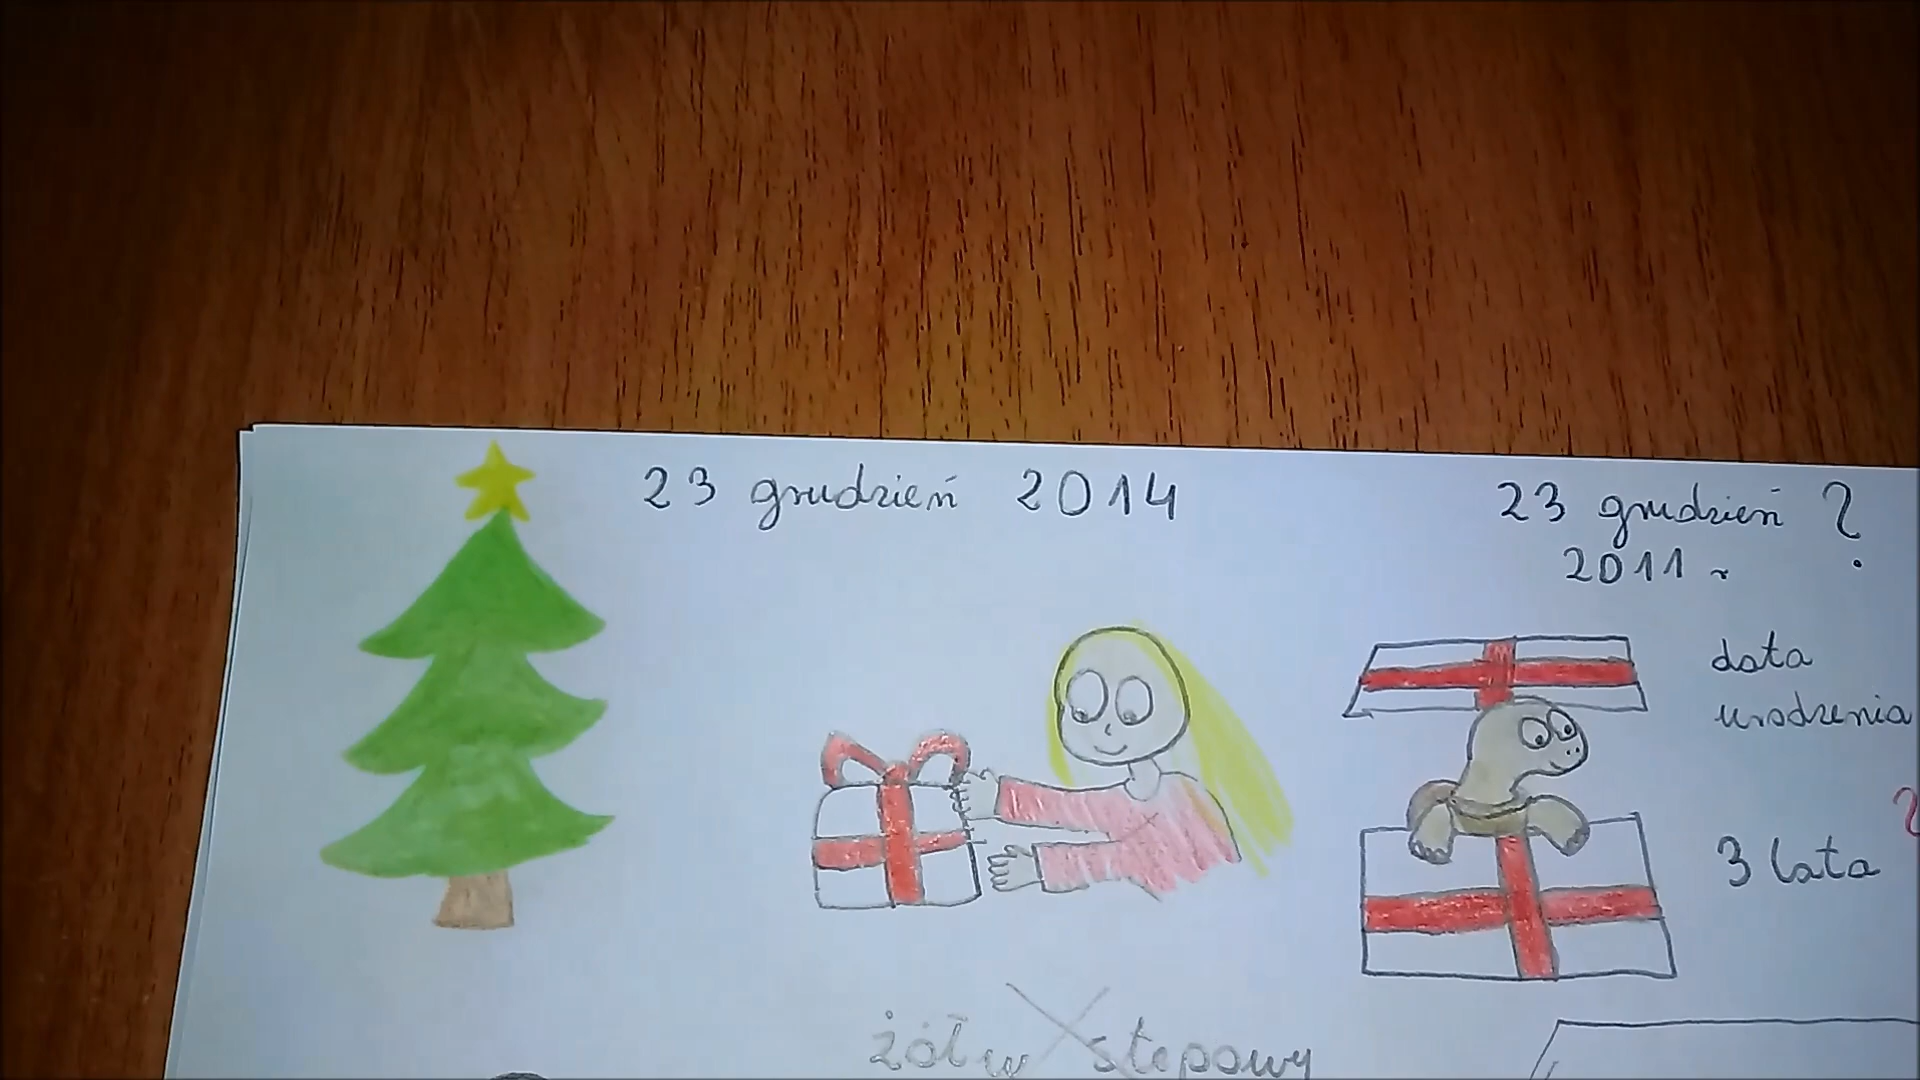 23 grudzień 2014
23 grudzień ?
2011 r
data
urodzenia
3 lata
żółw stepowy